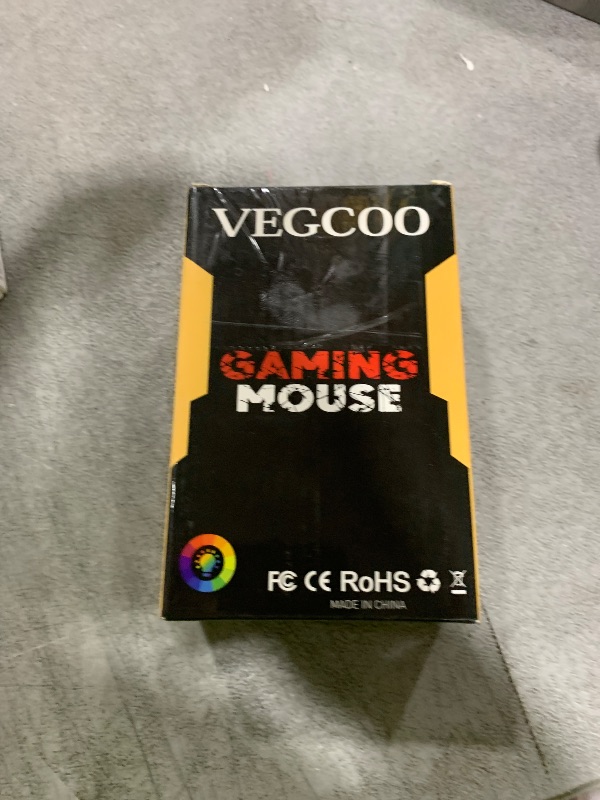 VEGCOO
GAMING
MOUSE
FC CE RoHS
MADE IN CHINA